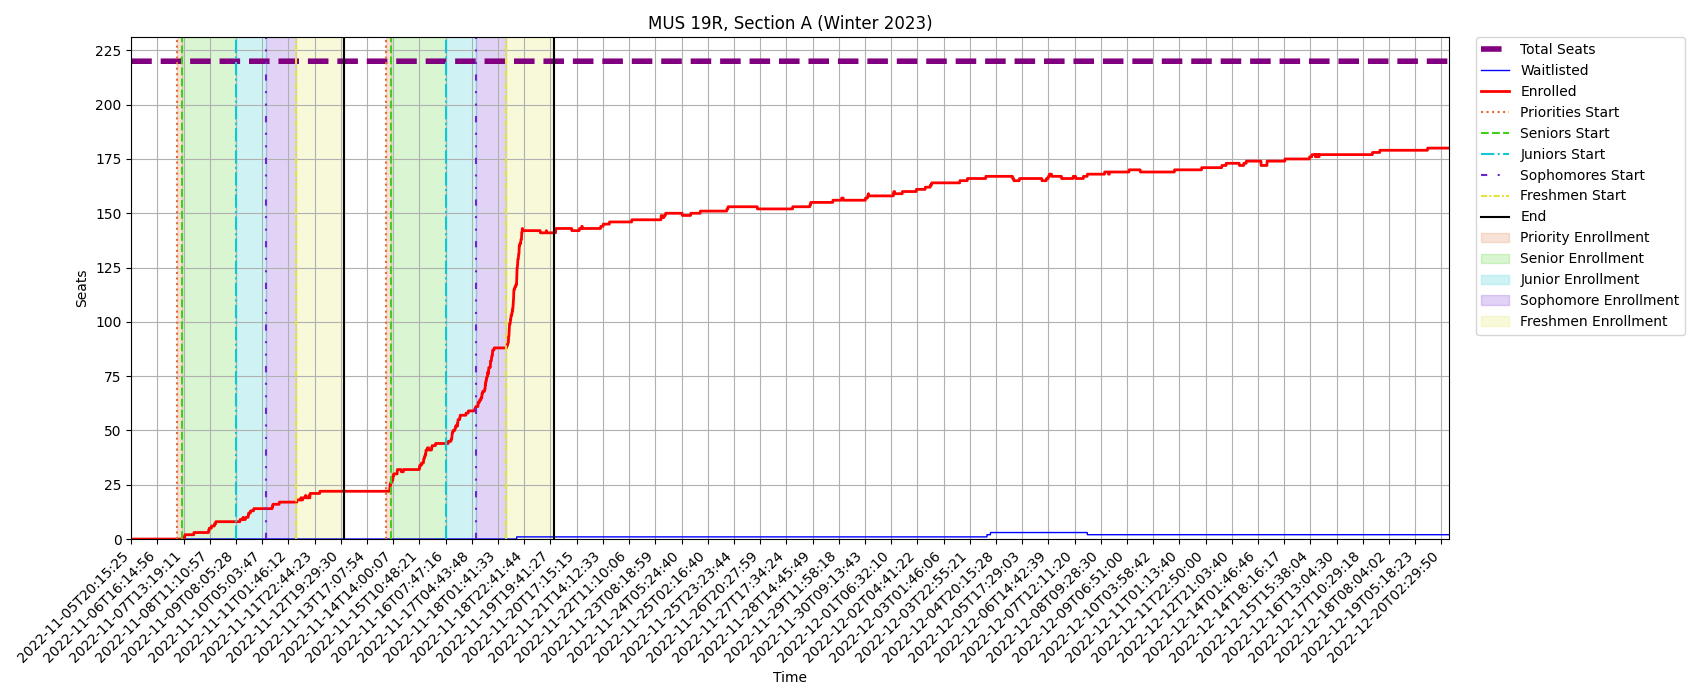 MUS 19R, Section A (Winter 2023)
225
200
175
150
125
100
75
50
25
0
Seats
2022-11-05T20:15:25
2022-11-06T16:14:56
2022-11-07T13:19:11
2022-11-08T11:10:57
2022-11-09T08:05:28
2022-11-10T05:03:47
2022-11-11T01:46:12
2022-11-11T22:44:23
2022-11-12T19:29:30
2022-11-13T17:07:54
2022-11-14T14:00:07
2022-11-15T10:48:21
2022-11-16T07:47:16
2022-11-17T04:43:48
2022-11-18T01:41:33
2022-11-18T22:41:44
2022-11-19T19:41:27
2022-11-20T17:15:15
2022-11-21T14:12:33
2022-11-22T11:10:06
2022-11-23T08:18:59
2022-11-24T05:24:40
2022-11-25T02:16:40
2022-11-25T23:23:44
2022-11-26T20:27:59
2022-11-27T17:34:24
2022-11-28T14:45:49
2022-11-29T11:58:18
2022-11-30T09:13:43
2022-12-01T06:32:10
2022-12-02T04:41:22
2022-12-03T01:46:06
2022-12-03T22:55:21
2022-12-04T20:15:28
2022-12-05T17:29:03
2022-12-06T14:42:39
2022-12-07T12:11:20
2022-12-08T09:28:30
2022-12-09T06:51:00
2022-12-10T03:58:42
2022-12-11T01:13:40
2022-12-11T22:50:00
2022-12-12T21:03:40
2022-12-14T01:46:46
2022-12-14T18:16:17
2022-12-15T15:38:04
2022-12-16T13:04:30
2022-12-17T10:29:18
2022-12-18T08:04:02
2022-12-19T05:18:23
2022-12-20T02:29:50
Time
Total Seats
Waitlisted
Enrolled
Priorities Start
Seniors Start
Juniors Start
Sophomores Start
Freshmen Start
End
Priority Enrollment
Senior Enrollment
Junior Enrollment
Sophomore Enrollment
Freshmen Enrollment